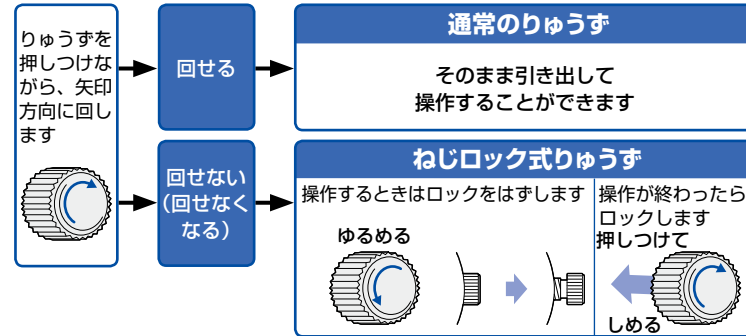 りゅうずを
押しつけな
がら、矢印
方向に回し
ます
回せる
通常のりゅうず
そのまま引き出して
操作することができます
回せない
(回せなく
なる)
ねじロック式りゅうず
操作するときはロックをはずします
ゆるめる
操作が終わったら
ロックします
押しつけて
しめる